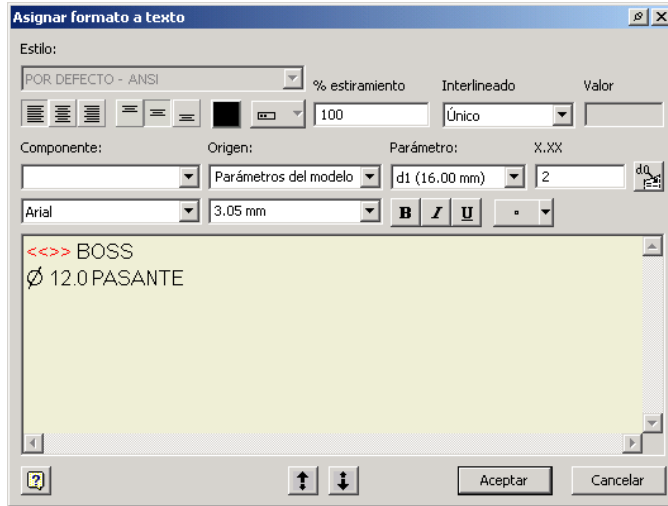 Asignar formato a texto
Estilo:
POR DEFECTO - ANSI
% estiramiento
Interlineado
Valor
100
Único
Componente:
Origen:
Parámetro:
X.XX
Parámetros del modelo
d1 (16.00 mm)
2
Arial
3.05 mm
B I U
<<>> BOSS
Ø 12.0 PASANTE
Aceptar
Cancelar